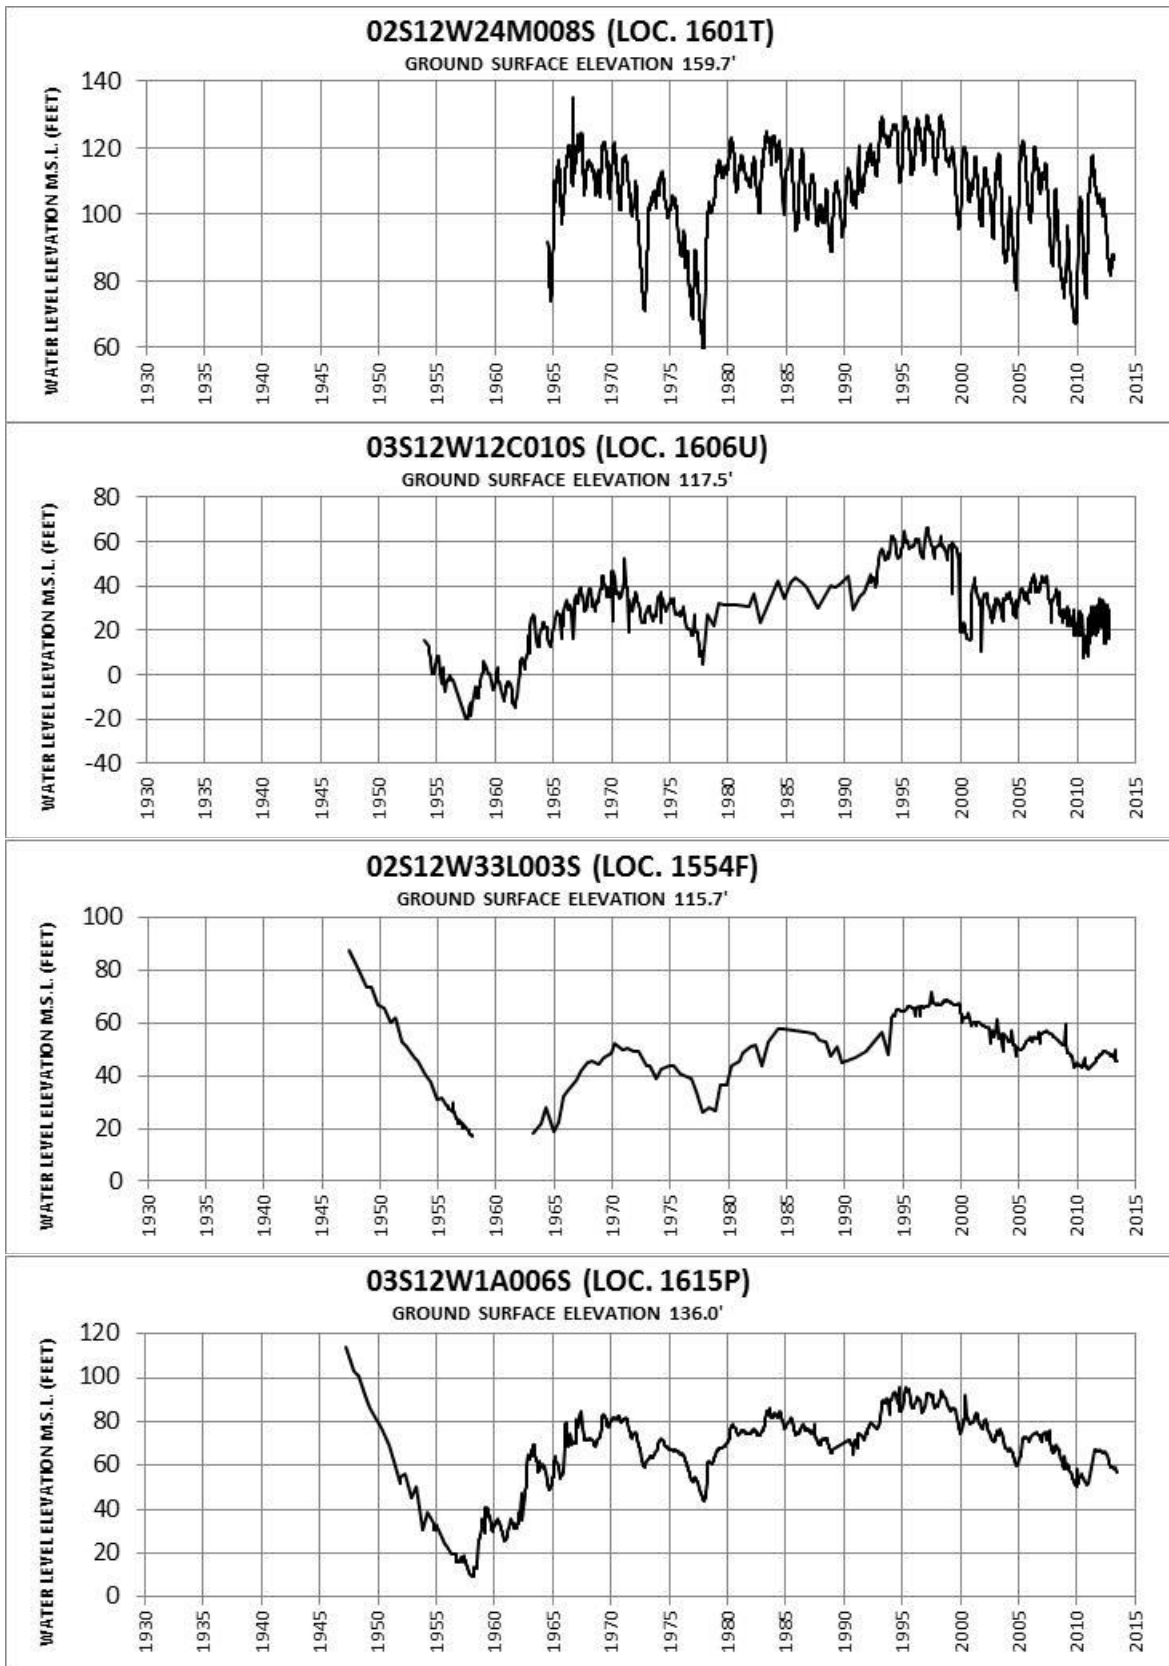 02S12W24M008S (LOC. 1601T)
GROUND SURFACE ELEVATION 159.7'
WATER LEVEL ELEVATION M.S.L. (FEET)
140
120
100
80
60
1930 1935 1940 1945 1950 1955 1960 1965 1970 1975 1980 1985 1990 1995 2000 2005 2010 2015
03S12W12C010S (LOC. 1606U)
GROUND SURFACE ELEVATION 117.5'
WATER LEVEL ELEVATION M.S.L. (FEET)
80
60
40
20
0
-20
-40
1930 1935 1940 1945 1950 1955 1960 1965 1970 1975 1980 1985 1990 1995 2000 2005 2010 2015
02S12W33L003S (LOC. 1554F)
GROUND SURFACE ELEVATION 115.7'
WATER LEVEL ELEVATION M.S.L. (FEET)
100
80
60
40
20
0
1930 1935 1940 1945 1950 1955 1960 1965 1970 1975 1980 1985 1990 1995 2000 2005 2010 2015
03S12W1A006S (LOC. 1615P)
GROUND SURFACE ELEVATION 136.0'
WATER LEVEL ELEVATION M.S.L. (FEET)
120
100
80
60
40
20
0
1930 1935 1940 1945 1950 1955 1960 1965 1970 1975 1980 1985 1990 1995 2000 2005 2010 2015